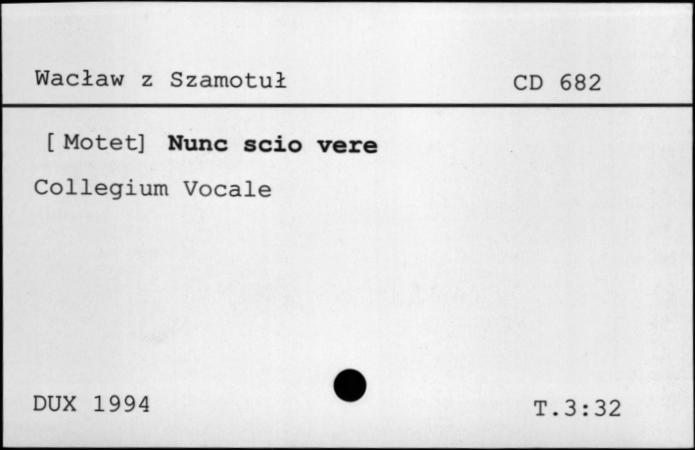 Wacław z Szamotuł CD 682
[Motet] Nunc scio vere
Collegium Vocale
DUX 1994 T.3:32